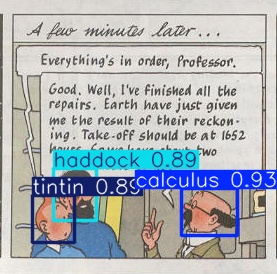 A few minutes later...
Everything's in order, Professor.
Good. Well, I've finished all the
repairs. Earth have just given
me the result of their reckon-
ing. Take-off should be at 1652
hours. two
haddock 0.89
tintin 0.89
calculus 0.93